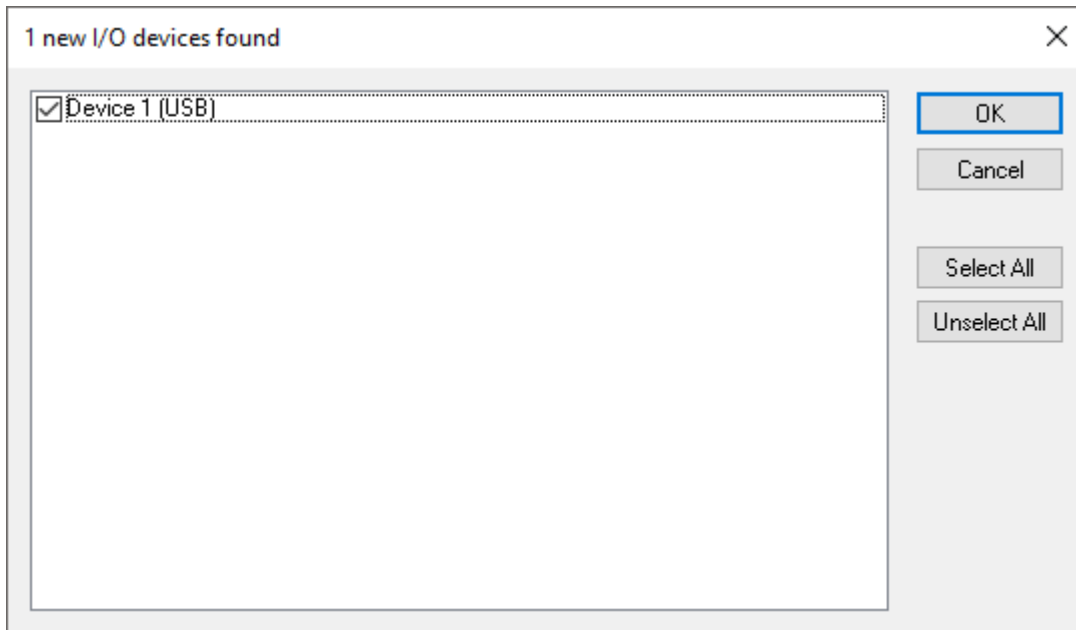 1 new I/O devices found
Device 1 (USB)
OK
Cancel
Select All
Unselect All